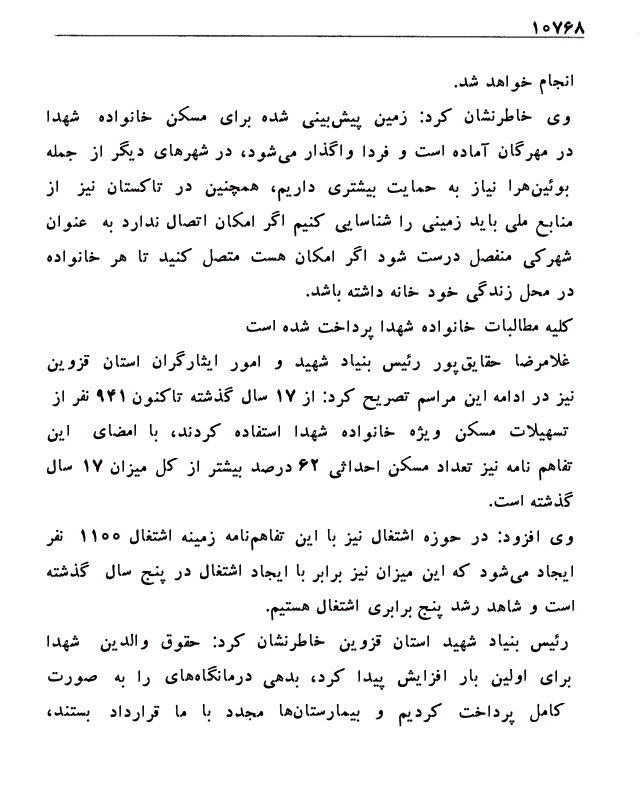 ۱۰۷۶۸
انجام خواهد شد.
وی خاطرنشان کرد: زمین پیش‌بینی شده برای مسکن خانواده شهدا
در مهرگان آماده است و فردا واگذار می‌شود، در شهرهای دیگر از جمله
بوئین‌هرا نیاز به حمایت بیشتری داریم، همچنین در تاکستان نیز از
منابع ملی باید زمینی را شناسایی کنیم اگر امکان اتصال ندارد به عنوان
شهرکی منفصل درست شود اگر امکان هست متصل کنید تا هر خانواده
در محل زندگی خود خانه داشته باشد.
کلیه مطالبات خانواده شهدا پرداخت شده است
غلامرضا حقایق‌پور رئیس بنیاد شهید و امور ایثارگران استان قزوین
نیز در ادامه این مراسم تصریح کرد: از ۱۷ سال گذشته تاکنون ۹۴۱ نفر از
تسهیلات مسکن ویژه خانواده شهدا استفاده کردند، با امضای این
تفاهم نامه نیز تعداد مسکن احداثی ۶۲ درصد بیشتر از کل میزان ۱۷ سال
گذشته است.
وی افزود: در حوزه اشتغال نیز با این تفاهم‌نامه زمینه اشتغال ۱۱۰۰ نفر
ایجاد می‌شود که این میزان نیز برابر با ایجاد اشتغال در پنج سال گذشته
است و شاهد رشد پنج برابری اشتغال هستیم.
رئیس بنیاد شهید استان قزوین خاطرنشان کرد: حقوق والدین شهدا
برای اولین بار افزایش پیدا کرد، بدهی درمانگاه‌های را به صورت
کامل پرداخت کردیم و بیمارستان‌ها مجدد با ما قرارداد بستند،